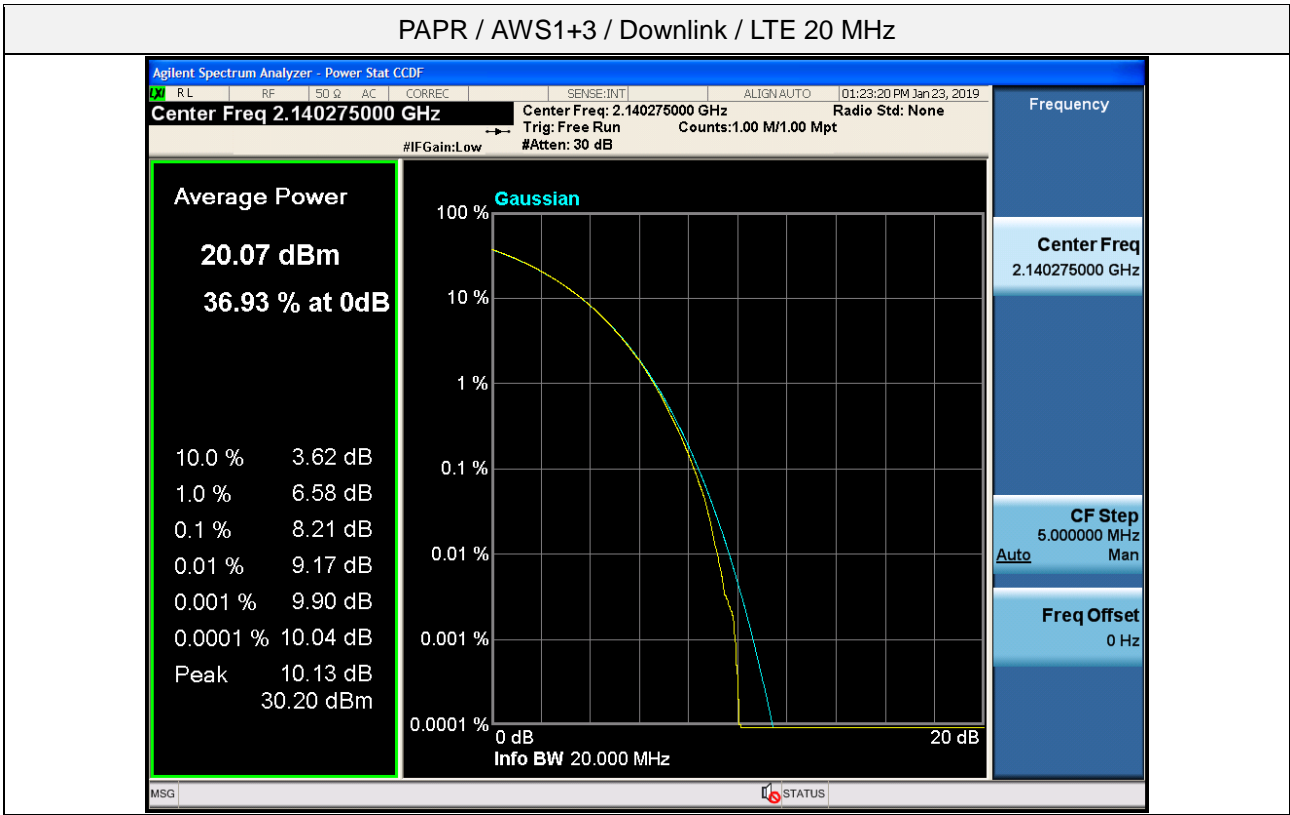 PAPR / AWS1+3 / Downlink / LTE 20 MHz
Agilent Spectrum Analyzer - Power Stat CCDF
LXI RL RF 50 Ω AC CORREC SENSE:INT ALIGN AUTO 01:23:20 PM Jan 23, 2019
Center Freq 2.140275000 GHz
Center Freq: 2.140275000 GHz Radio Std: None
Trig: Free Run Counts:1.00 M/1.00 Mpt
#IFGain:Low #Atten: 30 dB
Frequency
Average Power
20.07 dBm
36.93 % at 0dB
10.0 % 3.62 dB
1.0 % 6.58 dB
0.1 % 8.21 dB
0.01 % 9.17 dB
0.001 % 9.90 dB
0.0001 % 10.04 dB
Peak 10.13 dB
30.20 dBm
Gaussian
100 %
10 %
1 %
0.1 %
0.01 %
0.001 %
0.0001 %
0 dB 20 dB
Info BW 20.000 MHz
Center Freq
2.140275000 GHz
CF Step
5.000000 MHz
Auto Man
Freq Offset
0 Hz
MSG STATUS